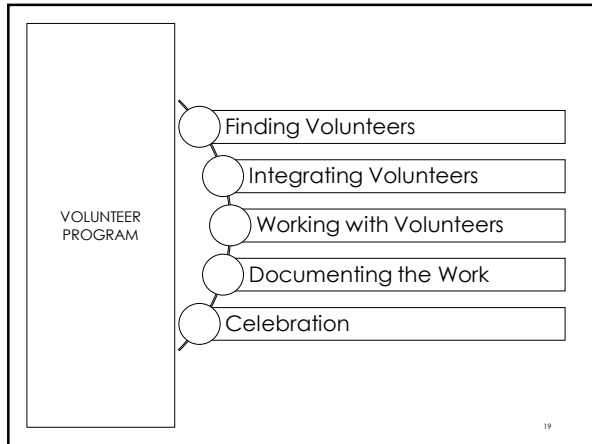 VOLUNTEER
PROGRAM
Finding Volunteers
Integrating Volunteers
Working with Volunteers
Documenting the Work
Celebration
19